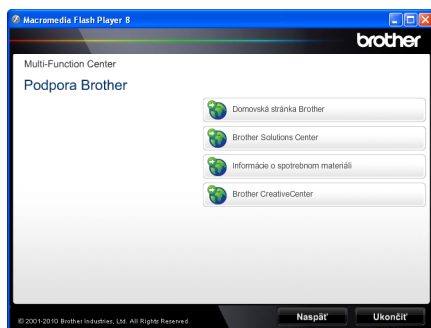 Macromedia Flash Player 8
brother
Multi-Function Center
Podpora Brother
Domovská stránka Brother
Brother Solutions Center
Informácie o spotrebnom materiáli
Brother CreativeCenter
© 2001-2010 Brother Industries, Ltd. All Rights Reserved.
Naspäť
Ukončiť